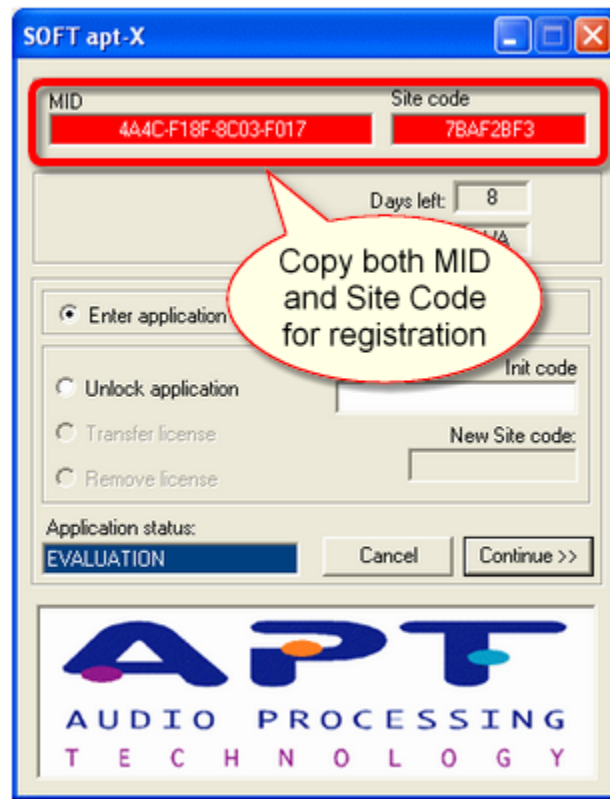 SOFT apt-X
MID
Site code
4A4C-F18F-8C03-F017
7BAF2BF3
Days left:
8
Copy both MID
and Site Code
for registration
Enter application
Init code
Unlock application
Transfer license
New Site code:
Remove license
Application status:
EVALUATION
Cancel
Continue >>
APT
AUDIO PROCESSING
TECHNOLOGY